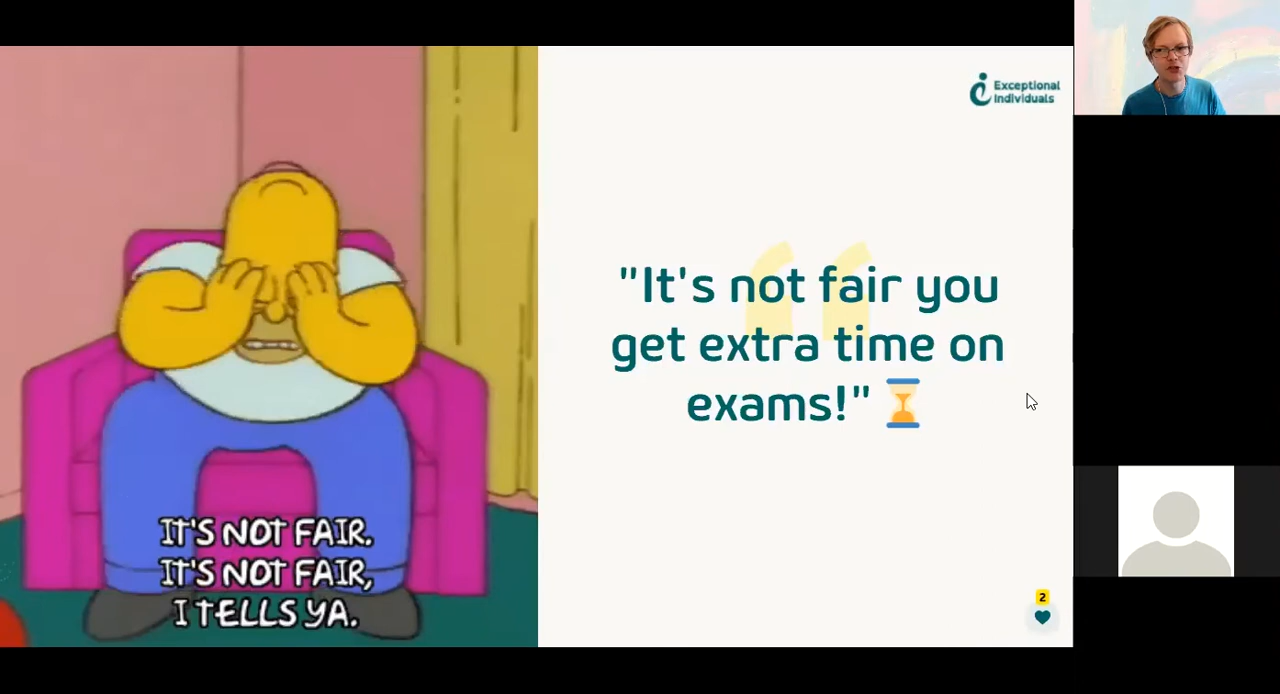 IT'S NOT FAIR.
IT'S NOT FAIR,
I TELLS YA.
Exceptional
Individuals
"It's not fair you
get extra time on
exams!"
2